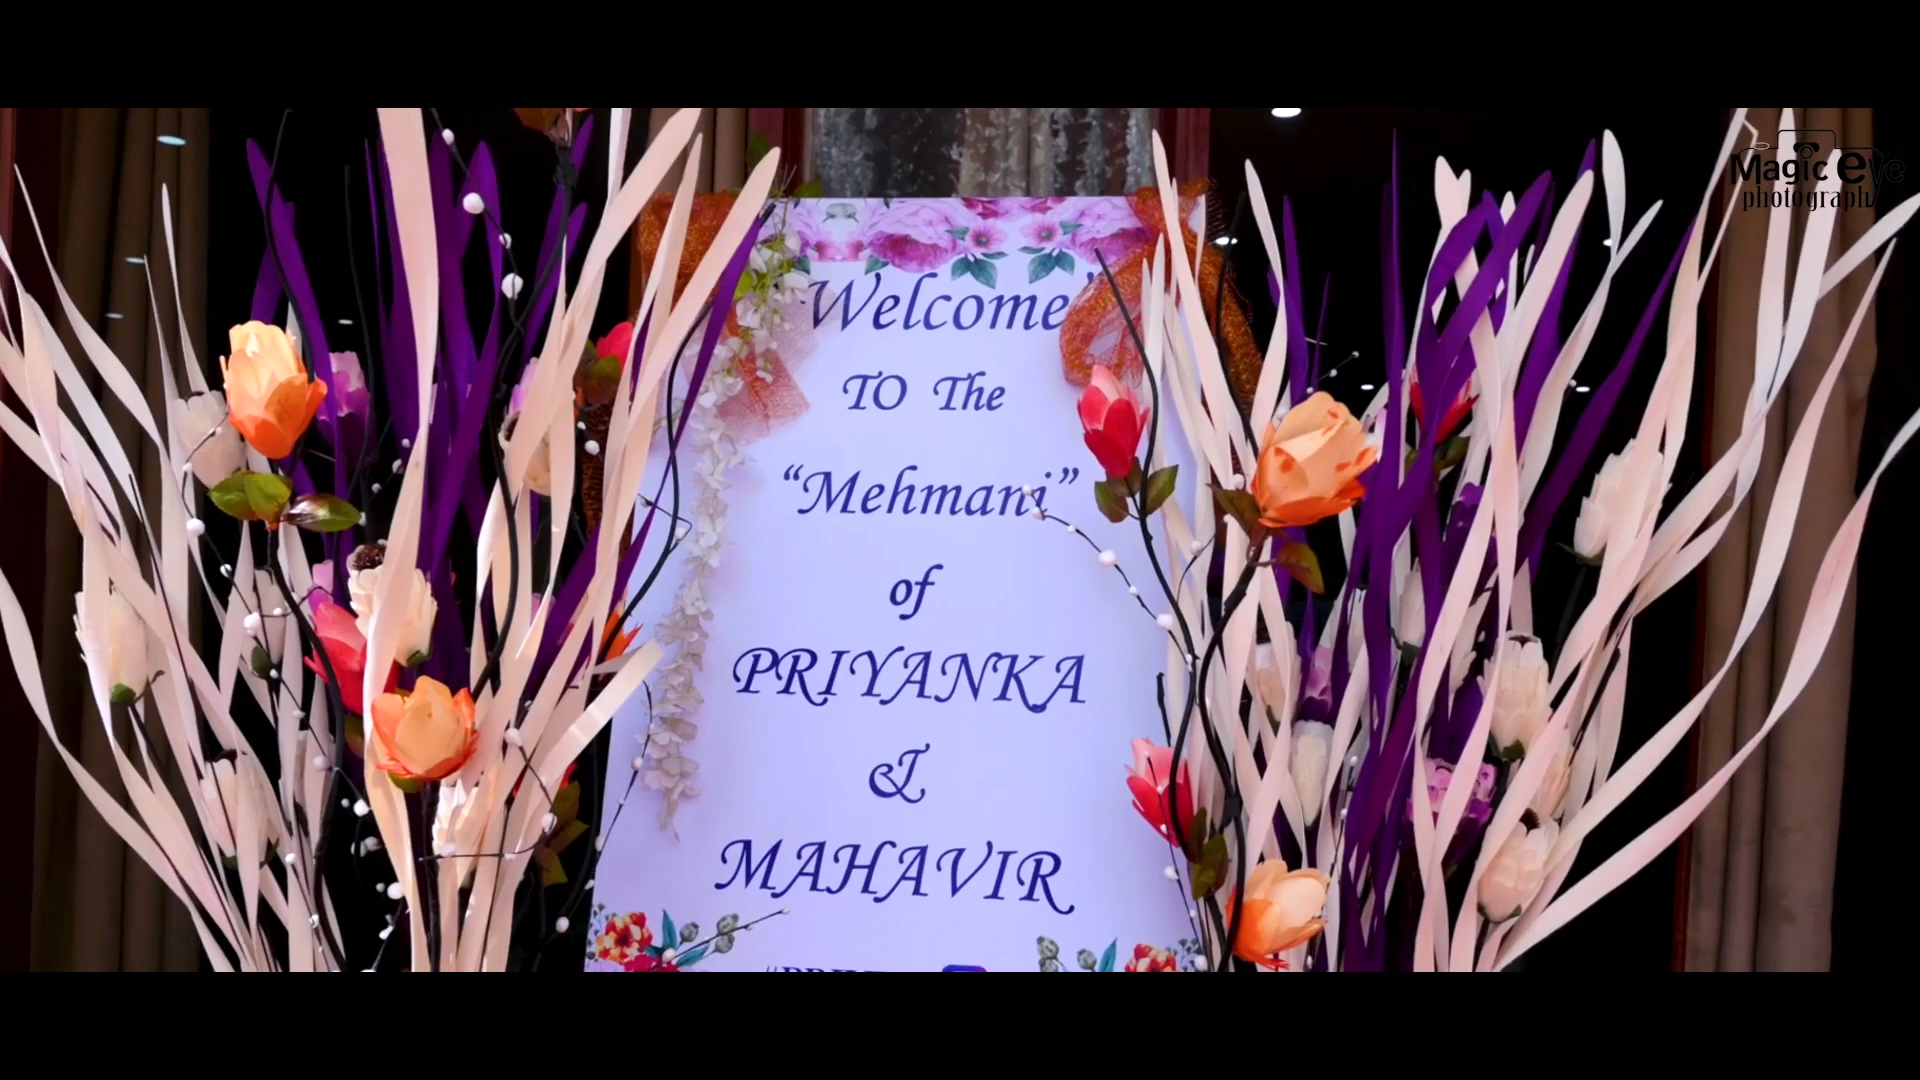 Magic eye
photography
Welcome
TO The
“Mehmani”
of
PRIYANKA
&
MAHAVIR